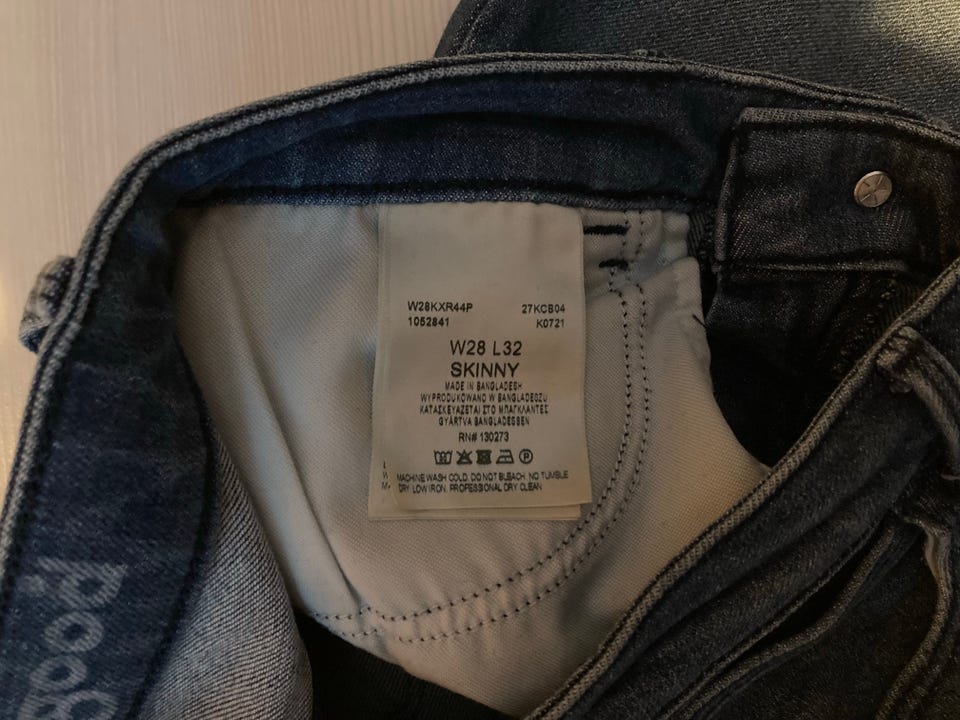 W28KXR44P 27KCB04
1052841 K0721
W28 L32
SKINNY
MADE IN BANGLADESH
WYPRODUKOWANO W BANGLADESZU
ΚΑΤΑΣΚΕΥΑΖΕΤΑΙ ΣΤΟ ΜΠΑΓΚΛΑΝΤΕΣ
GYÁRTVA BANGLADESBEN
RN# 130273
MACHINE WASH COLD. DO NOT BLEACH. NO TUMBLE
DRY. LOW IRON. PROFESSIONAL DRY CLEAN
good